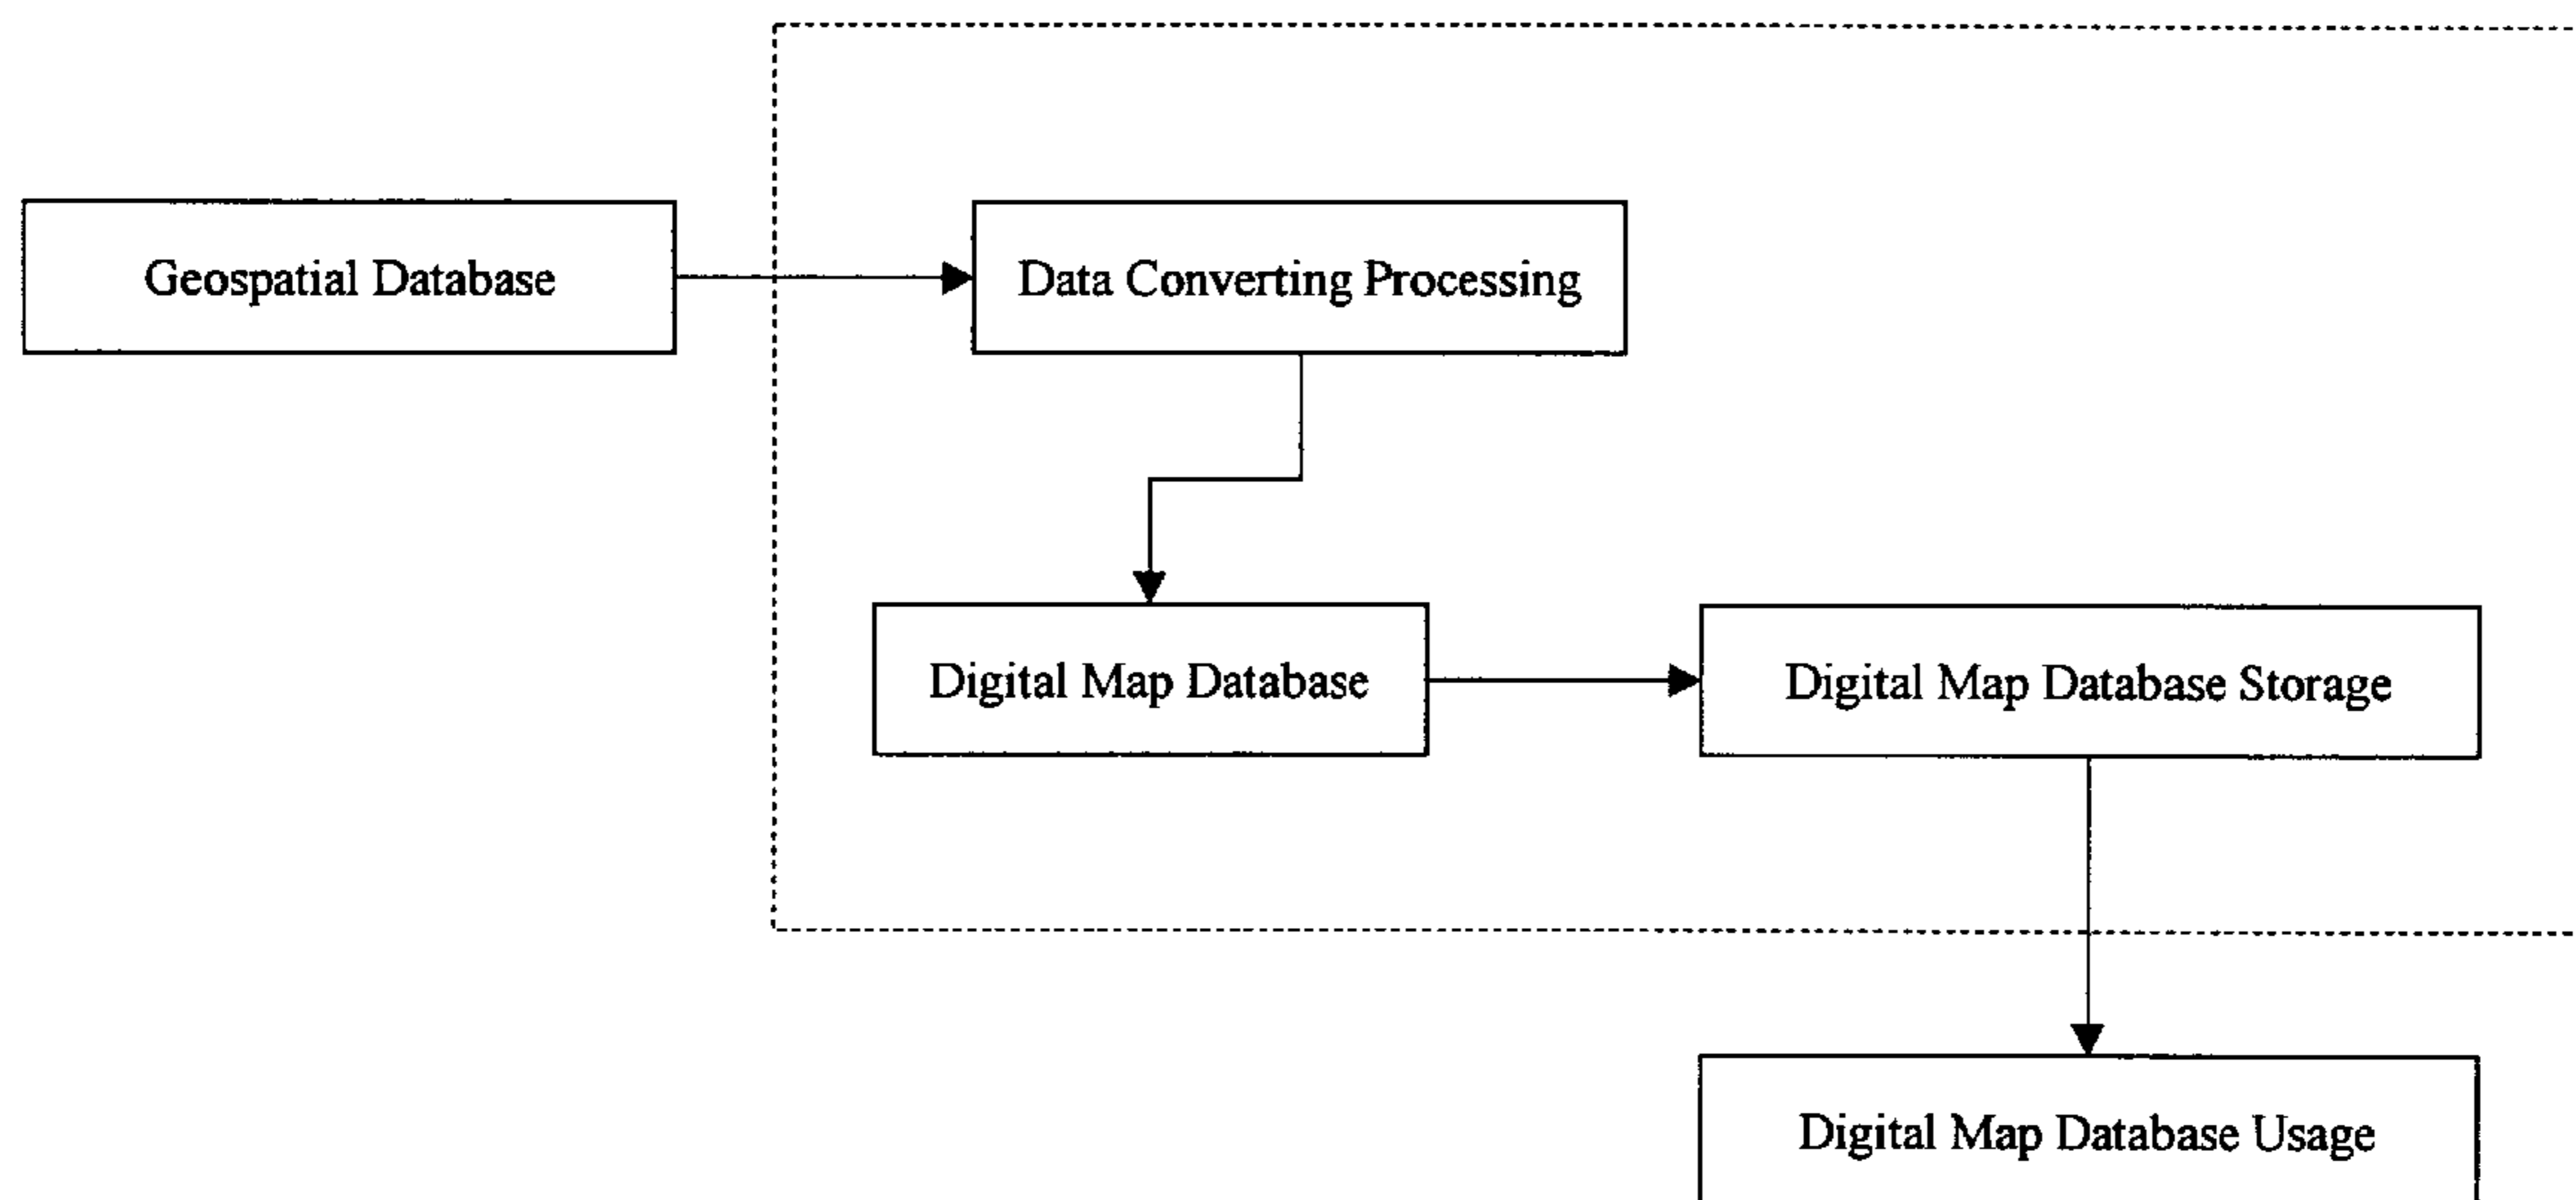 Geospatial Database
Data Converting Processing
Digital Map Database
Digital Map Database Storage
Digital Map Database Usage